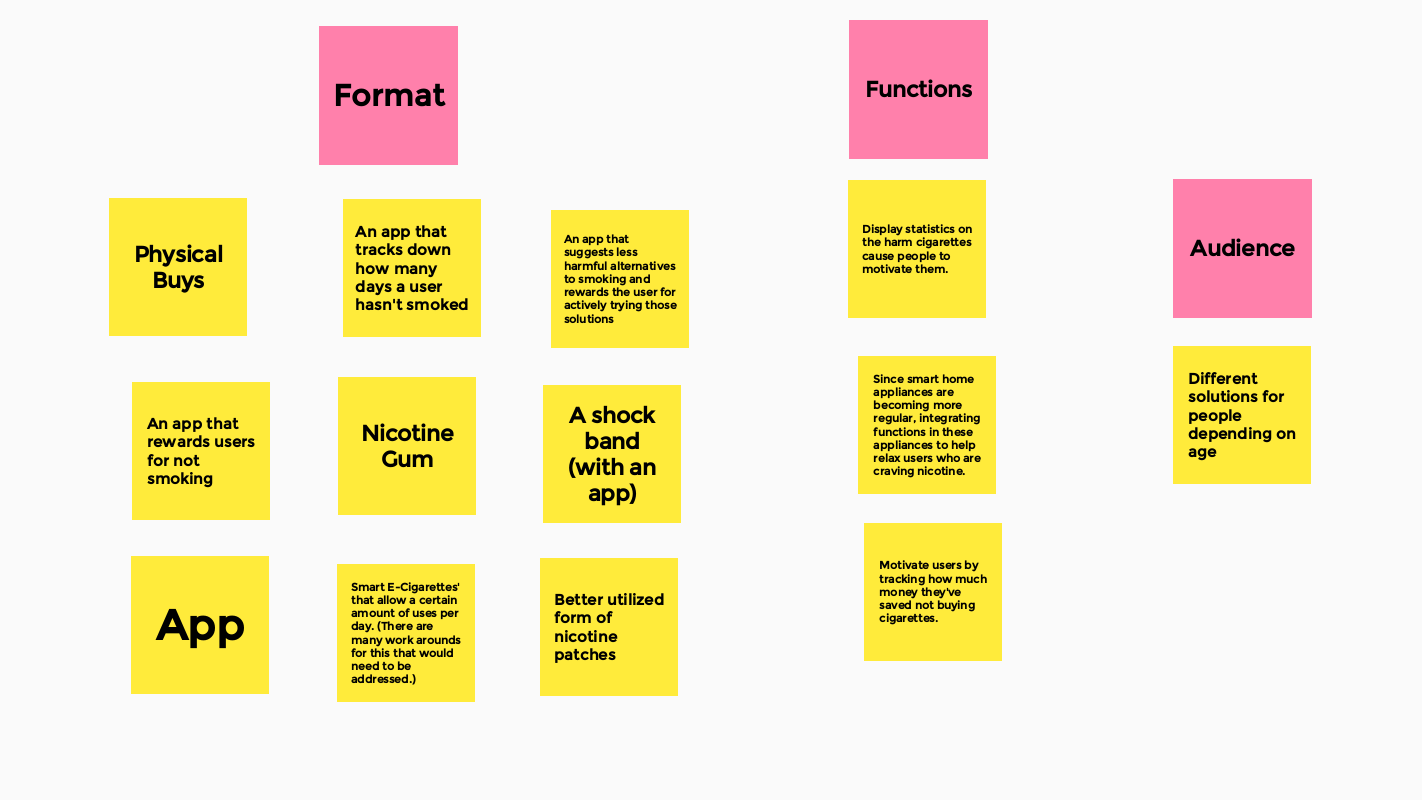 Format
Physical
Buys
An app that
tracks down
how many
days a user
hasn't smoked
An app that
suggests less
harmful alternatives
to smoking and
rewards the user for
actively trying those
solutions
An app that
rewards users
for not
smoking
Nicotine
Gum
A shock
band
(with an
app)
App
Smart E-Cigarettes'
that allow a certain
amount of uses per
day. (There are
many work arounds
for this that would
need to be
addressed.)
Better utilized
form of
nicotine
patches
Functions
Display statistics on
the harm cigarettes
cause people to
motivate them.
Since smart home
appliances are
becoming more
regular, integrating
functions in these
appliances to help
relax users who are
craving nicotine.
Motivate users by
tracking how much
money they've
saved not buying
cigarettes.
Audience
Different
solutions for
people
depending on
age